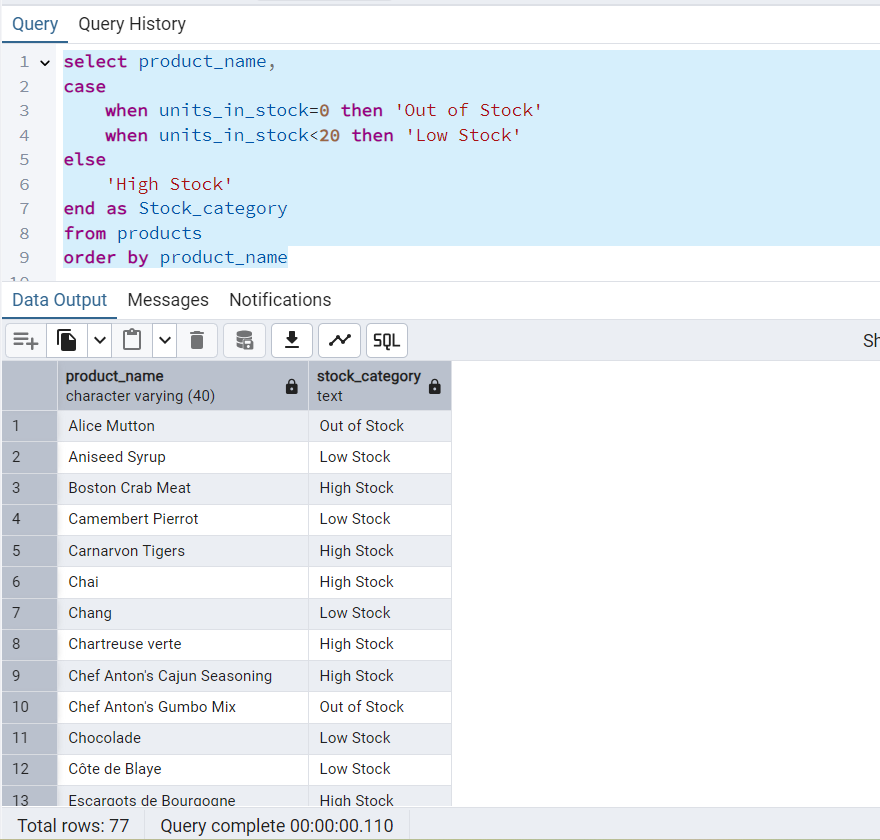 Query Query History
1 select product_name,
2 case
3 when units_in_stock=0 then 'Out of Stock'
4 when units_in_stock<20 then 'Low Stock'
5 else
6 'High Stock'
7 end as Stock_category
8 from products
9 order by product_name
10
Data Output Messages Notifications
SQL Sh
product_name stock_category
character varying (40) text
1 Alice Mutton Out of Stock
2 Aniseed Syrup Low Stock
3 Boston Crab Meat High Stock
4 Camembert Pierrot Low Stock
5 Carnarvon Tigers High Stock
6 Chai High Stock
7 Chang Low Stock
8 Chartreuse verte High Stock
9 Chef Anton's Cajun Seasoning High Stock
10 Chef Anton's Gumbo Mix Out of Stock
11 Chocolade Low Stock
12 Côte de Blaye Low Stock
13 Escargots de Bourgogne High Stock
Total rows: 77 Query complete 00:00:00.110